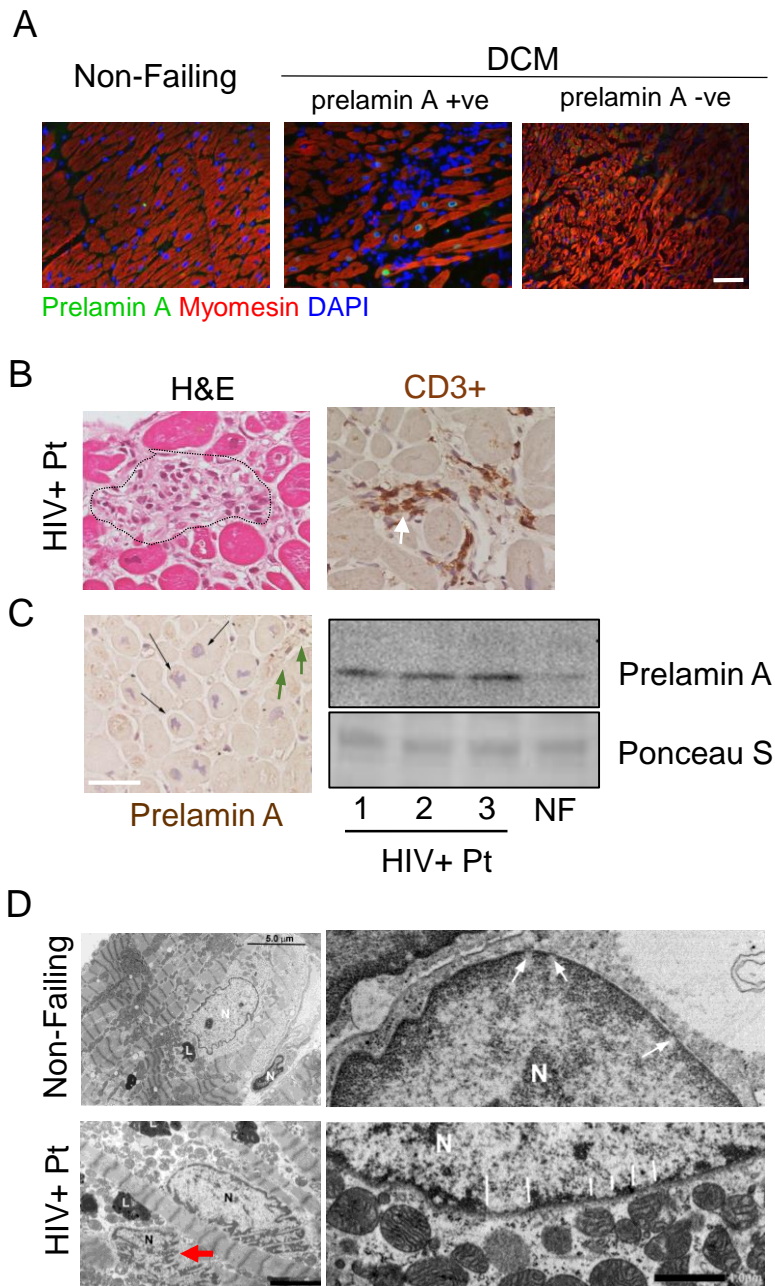 A
Non-Failing
DCM
prelamin A +ve
prelamin A -ve
Prelamin A Myomesin DAPI
B
HIV+ Pt
H&E
CD3+
C
Prelamin A
Prelamin A
Ponceau S
1 2 3 NF
HIV+ Pt
D
Non-Failing
5.0 µm
N
L
N
N
HIV+ Pt
L
L
N
N
N